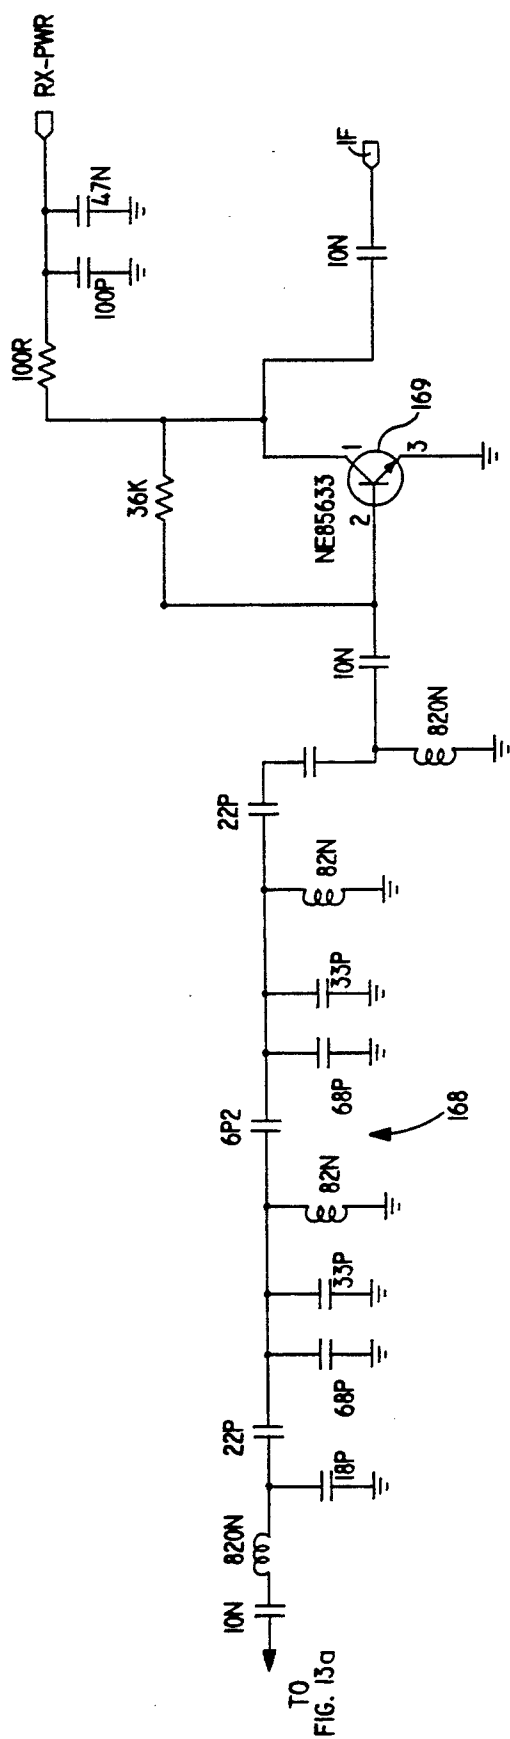 RX-PWR
47N
100P
100R
36K
IF
10N
169
1
3
NE85633
2
10N
820N
22P
82N
33P
68P
6P2
168
82N
33P
68P
22P
18P
820N
10N
TO
FIG. 13a